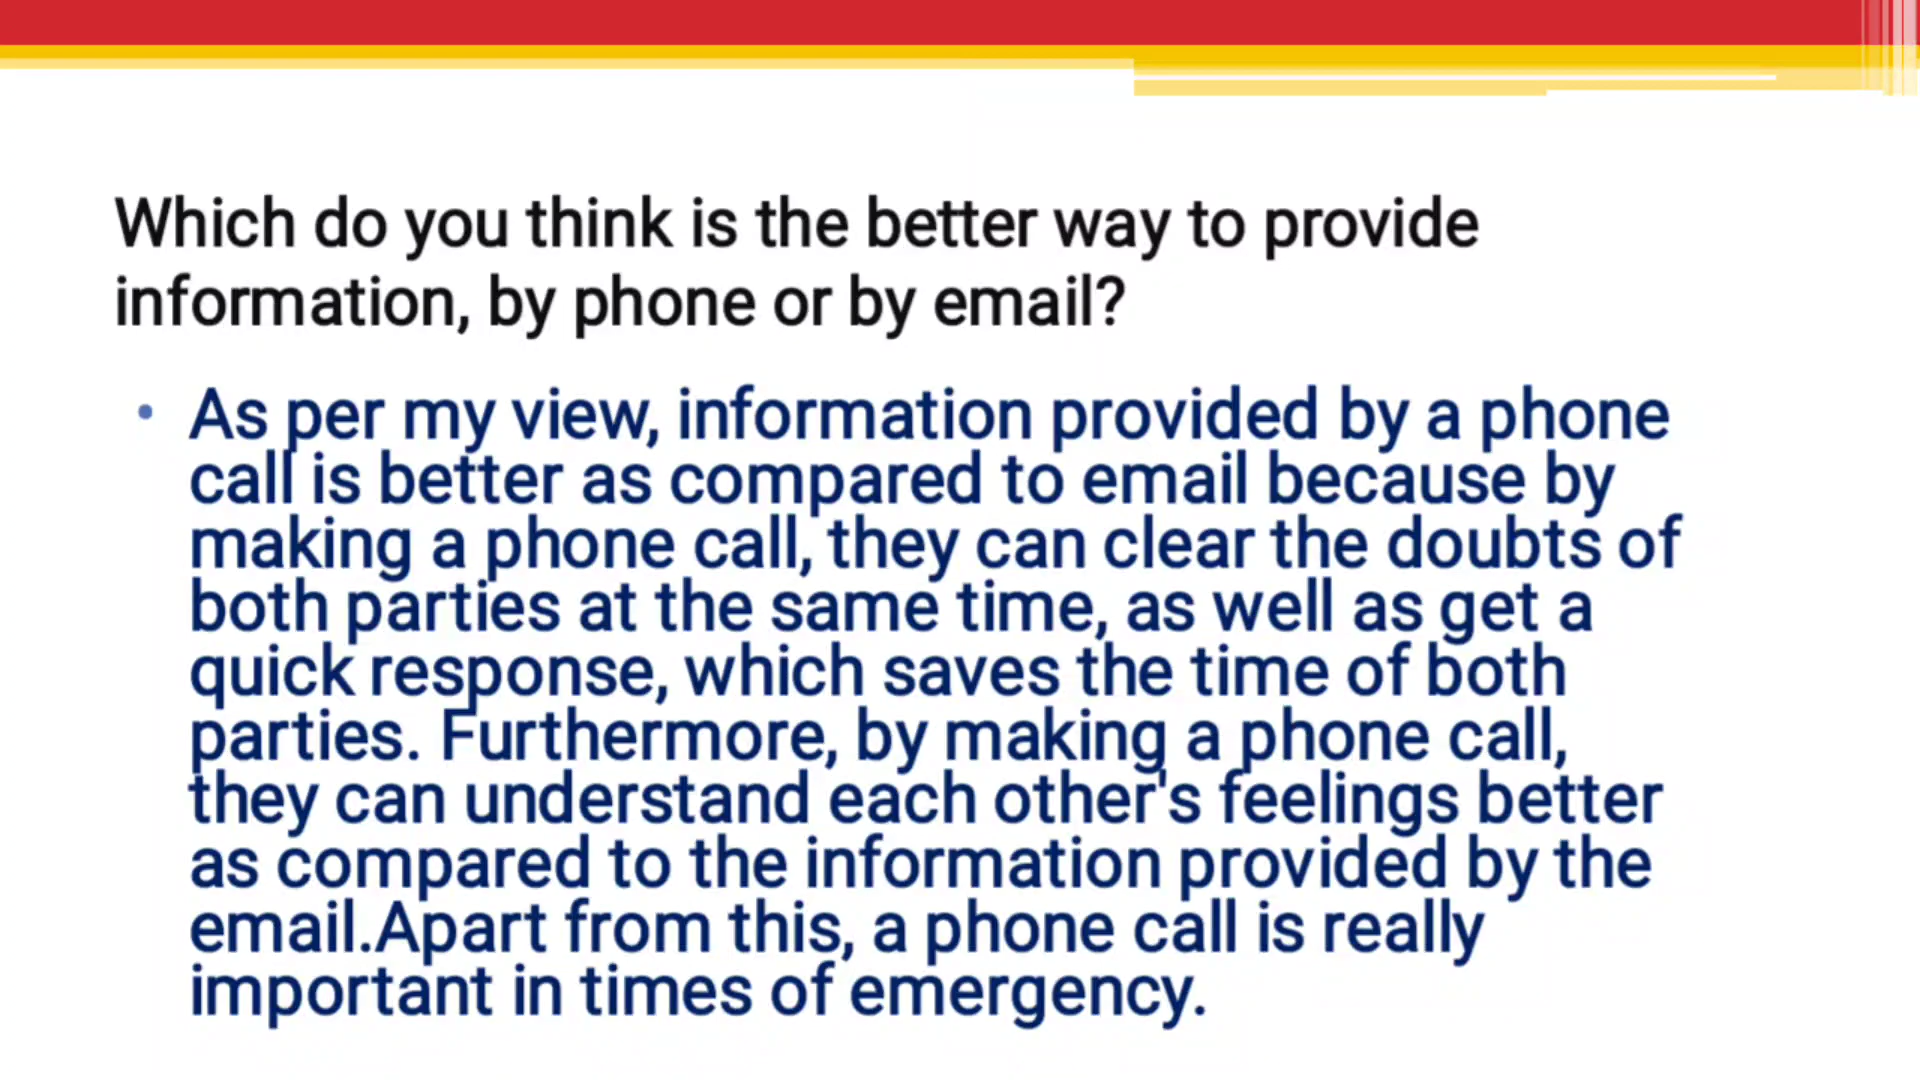 Which do you think is the better way to provide
information, by phone or by email?
• As per my view, information provided by a phone
call is better as compared to email because by
making a phone call, they can clear the doubts of
both parties at the same time, as well as get a
quick response, which saves the time of both
parties. Furthermore, by making a phone call,
they can understand each other's feelings better
as compared to the information provided by the
email.Apart from this, a phone call is really
important in times of emergency.